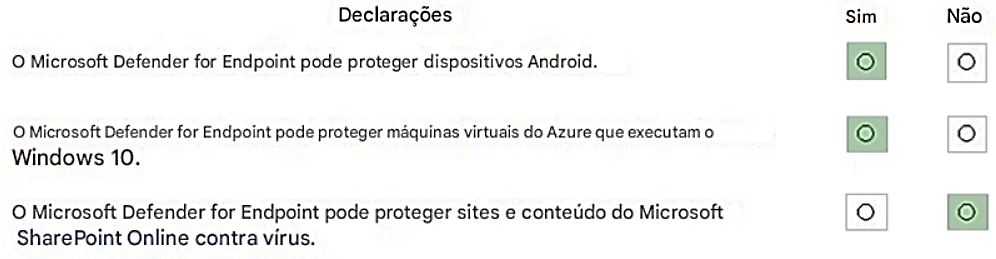 Declarações Sim Não
O Microsoft Defender for Endpoint pode proteger dispositivos Android.
O Microsoft Defender for Endpoint pode proteger máquinas virtuais do Azure que executam o
Windows 10.
O Microsoft Defender for Endpoint pode proteger sites e conteúdo do Microsoft
SharePoint Online contra vírus.